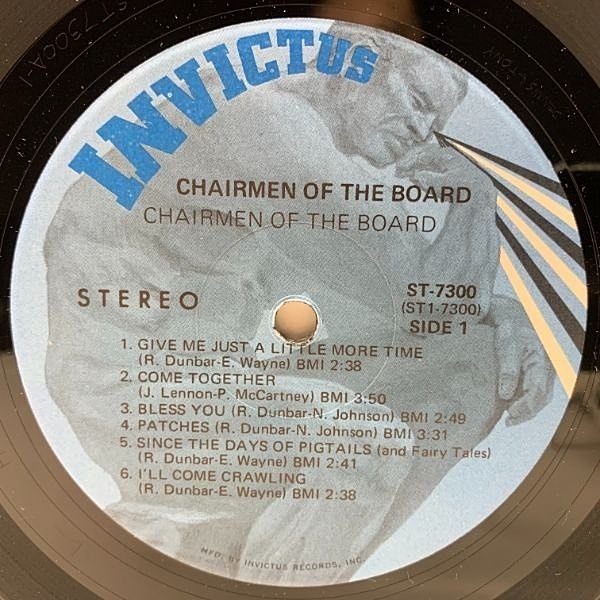 ST-7300A-1
INVICTUS
CHAIRMEN OF THE BOARD
CHAIRMEN OF THE BOARD
STEREO
ST-7300
(ST1-7300)
SIDE 1
1. GIVE ME JUST A LITTLE MORE TIME
(R. Dunbar-E. Wayne) BMI 2:38
2. COME TOGETHER
(J. Lennon-P. McCartney) BMI 3:50
3. BLESS YOU (R. Dunbar-N. Johnson) BMI 2:49
4. PATCHES (R. Dunbar-N. Johnson) BMI 3:31
5. SINCE THE DAYS OF PIGTAILS (and Fairy Tales)
(R. Dunbar-E. Wayne) BMI 2:41
6. I'LL COME CRAWLING
(R. Dunbar-E. Wayne) BMI 2:38
MFD. BY INVICTUS RECORDS, INC.